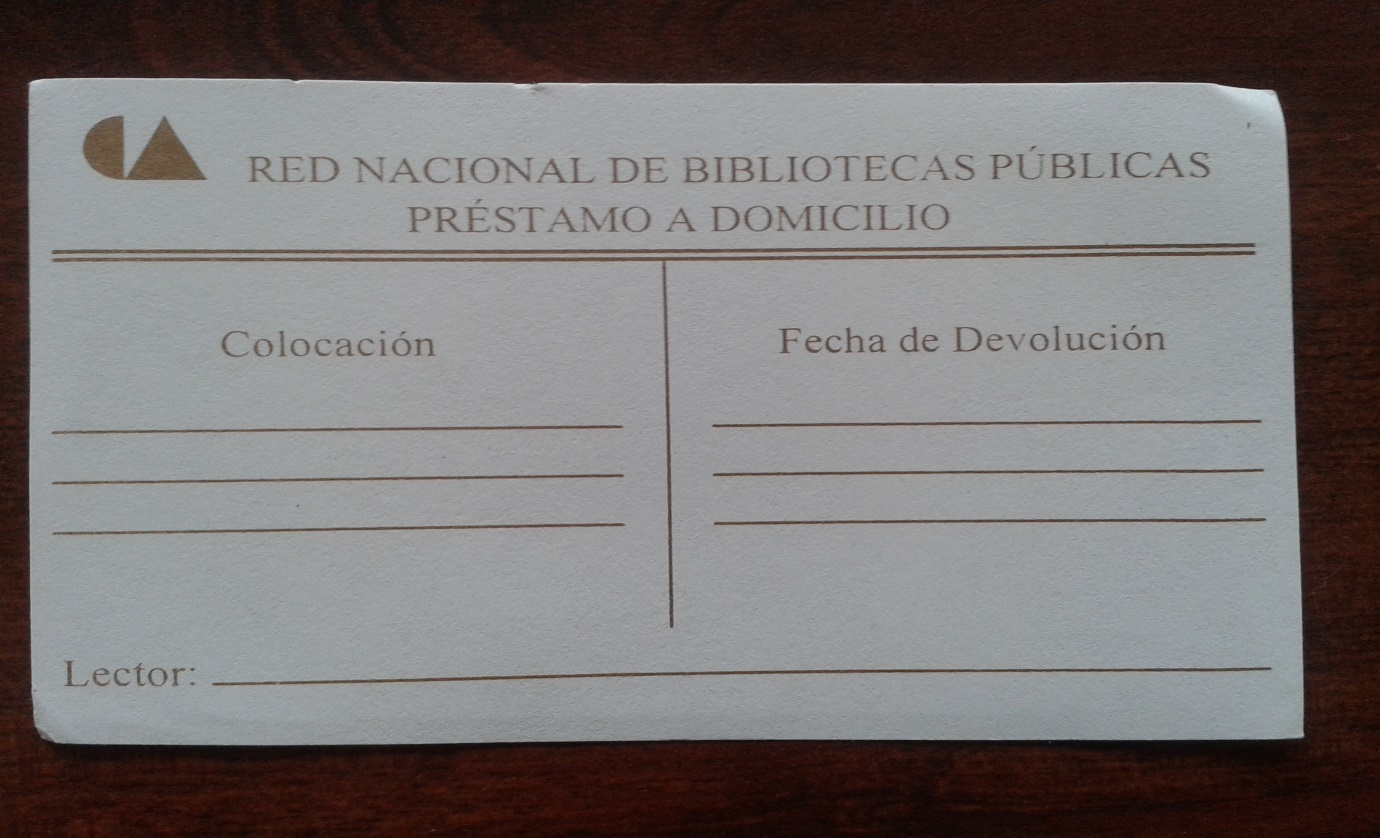 RED NACIONAL DE BIBLIOTECAS PÚBLICAS
PRÉSTAMO A DOMICILIO
Colocación
Fecha de Devolución
Lector: